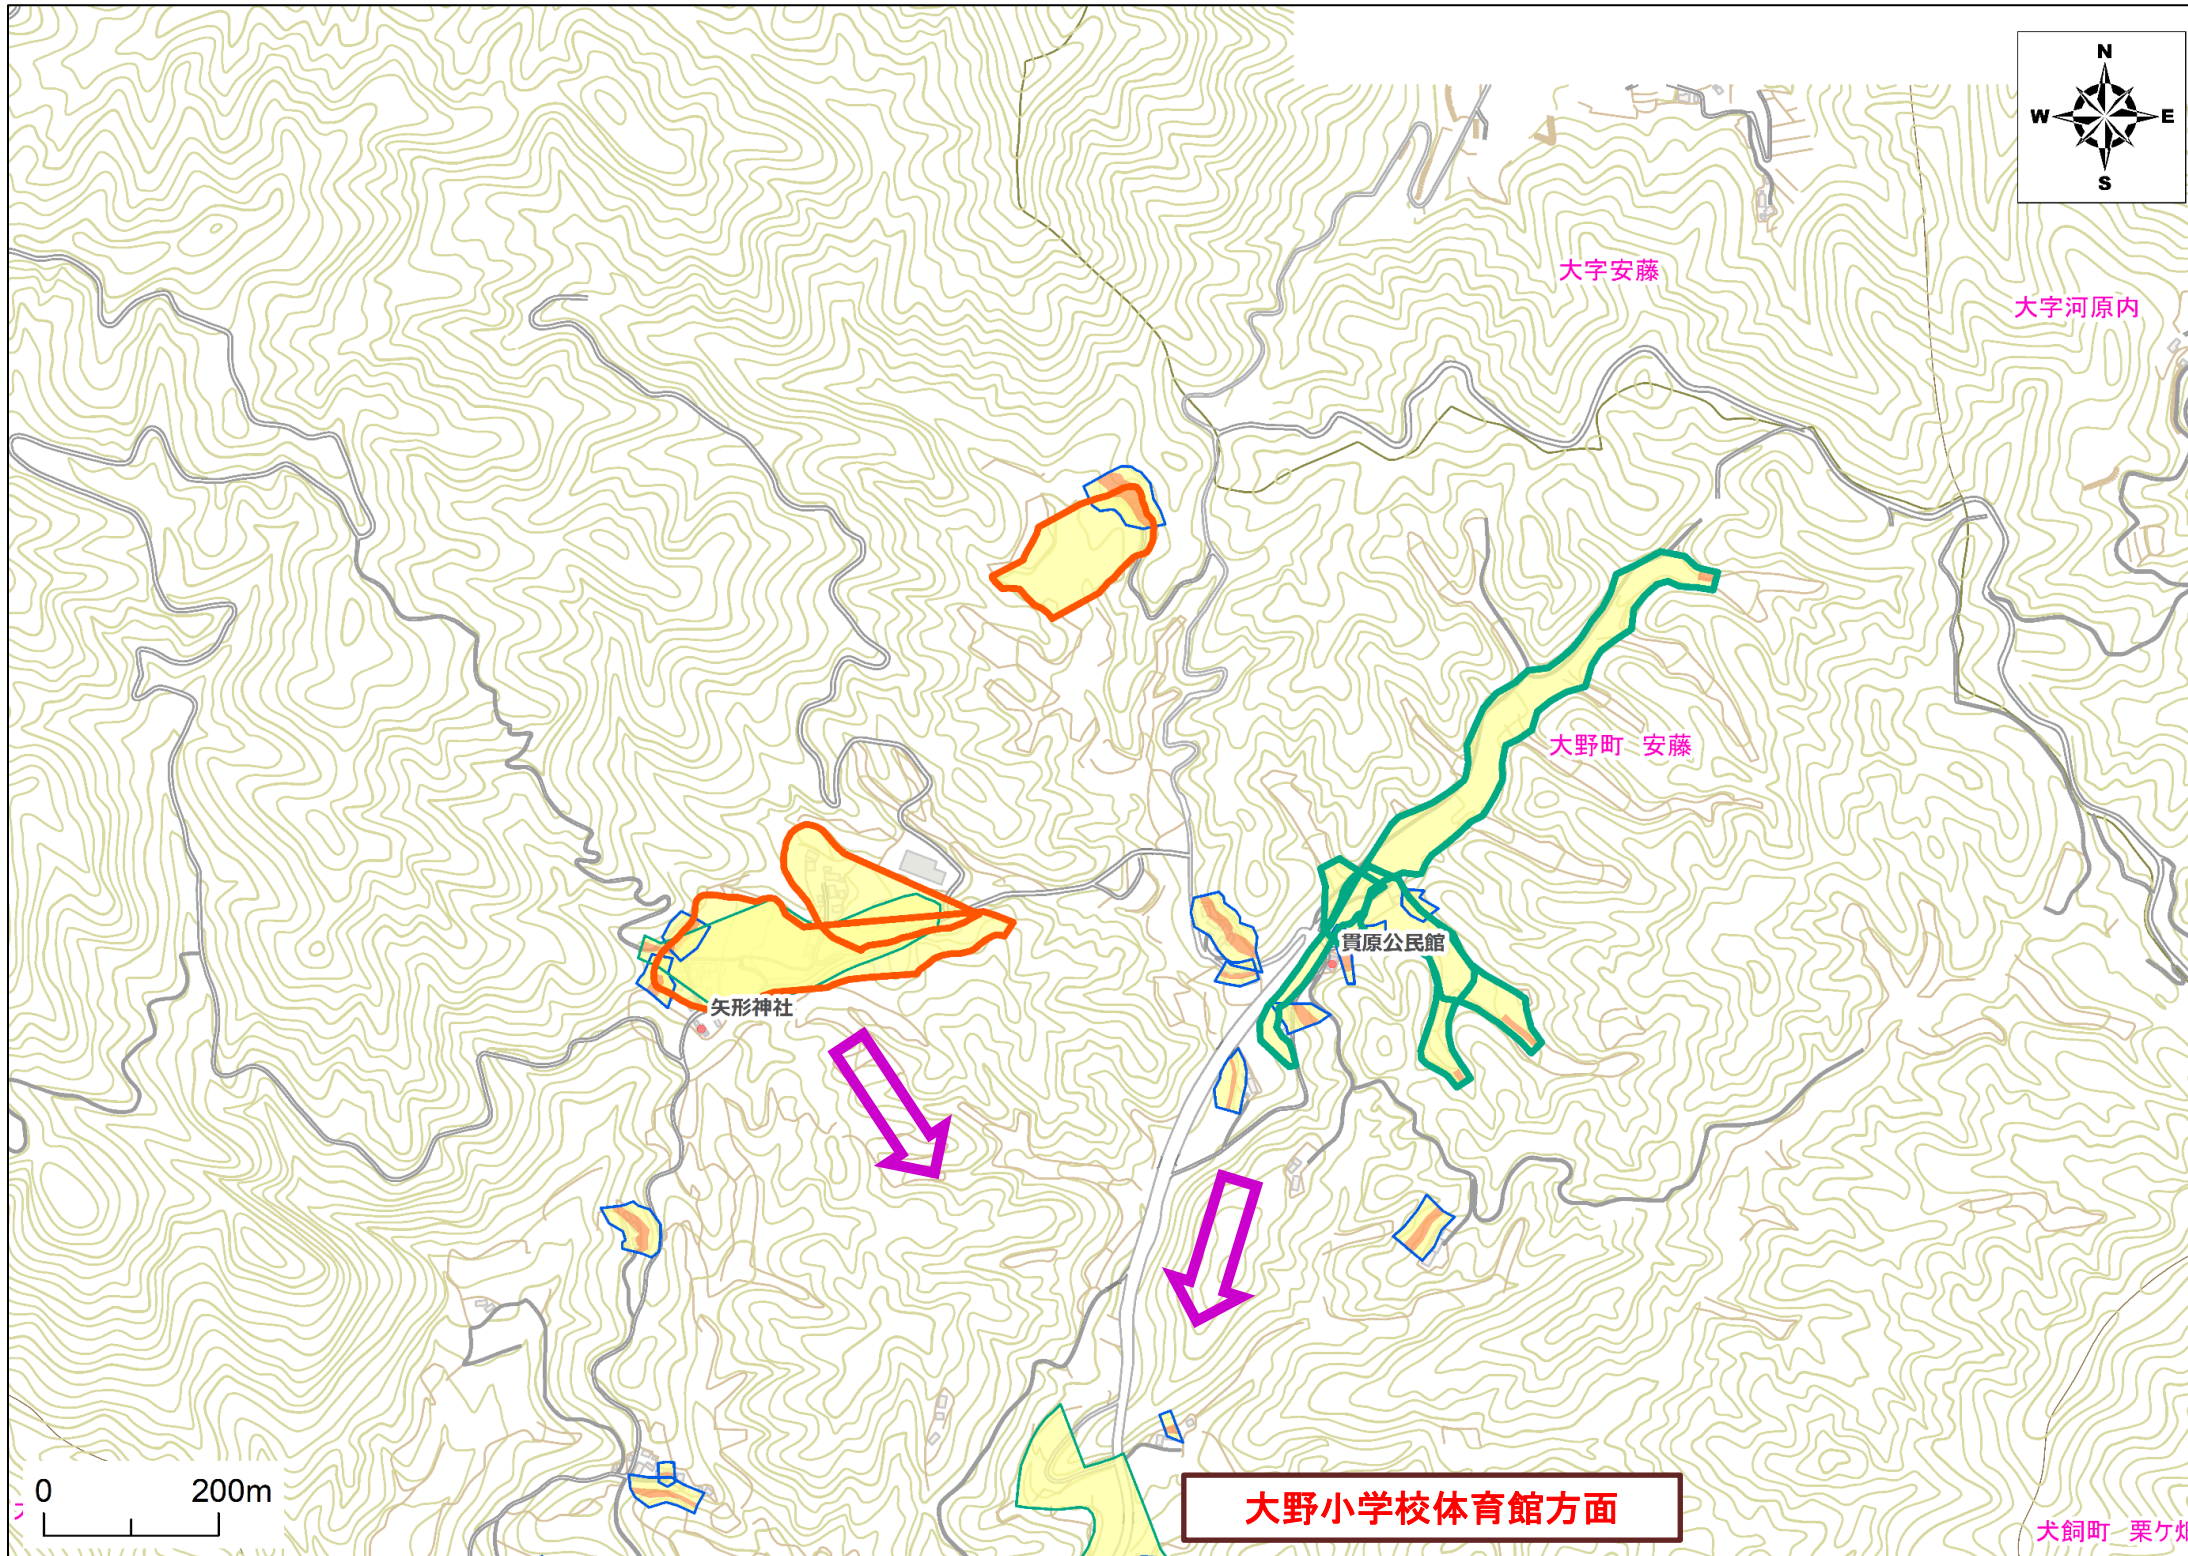 N
W E
S
大字安藤
大字河原内
大野町 安藤
貫原公民館
矢形神社
0 200m
大野小学校体育館方面
犬飼町 栗ケ畑